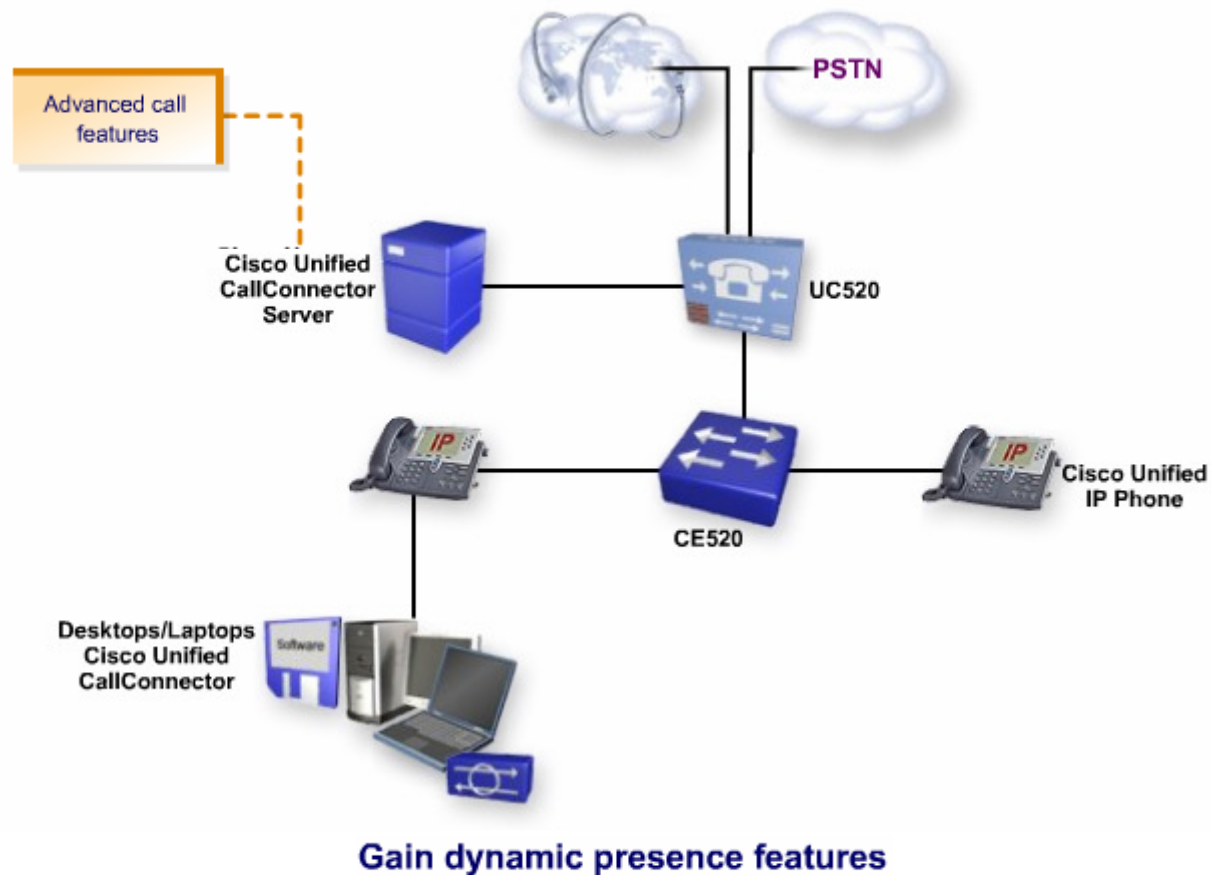 Advanced call
features
PSTN
Cisco Unified
CallConnector
Server
UC520
IP
IP
Cisco Unified
IP Phone
CE520
Desktops/Laptops
Cisco Unified
CallConnector
Software
Gain dynamic presence features